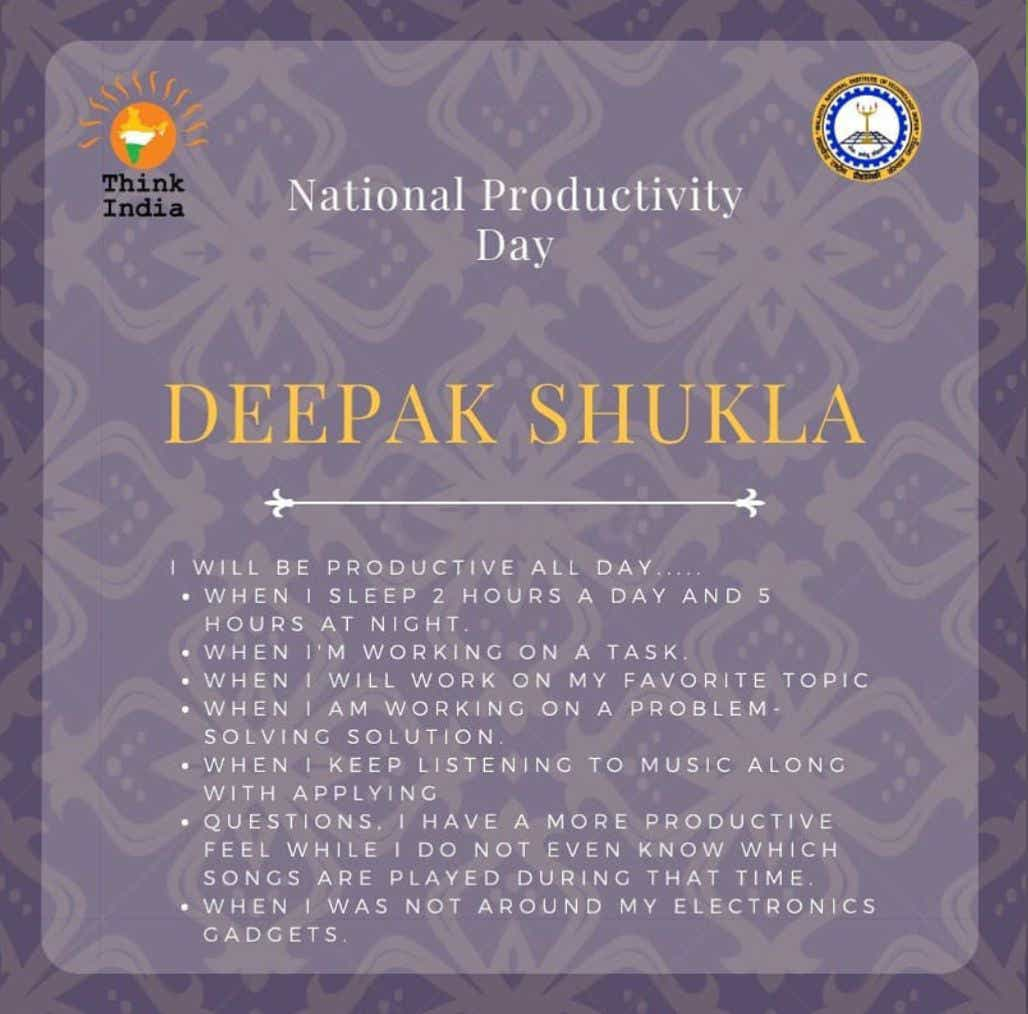 Think
India
National Productivity
Day
DEEPAK SHUKLA
I WILL BE PRODUCTIVE ALL DAY.....
• WHEN I SLEEP 2 HOURS A DAY AND 5
HOURS AT NIGHT.
• WHEN I'M WORKING ON A TASK.
• WHEN I WILL WORK ON MY FAVORITE TOPIC
• WHEN I AM WORKING ON A PROBLEM-
SOLVING SOLUTION.
• WHEN I KEEP LISTENING TO MUSIC ALONG
WITH APPLYING
• QUESTIONS, I HAVE A MORE PRODUCTIVE
FEEL WHILE I DO NOT EVEN KNOW WHICH
SONGS ARE PLAYED DURING THAT TIME.
• WHEN I WAS NOT AROUND MY ELECTRONICS
GADGETS.